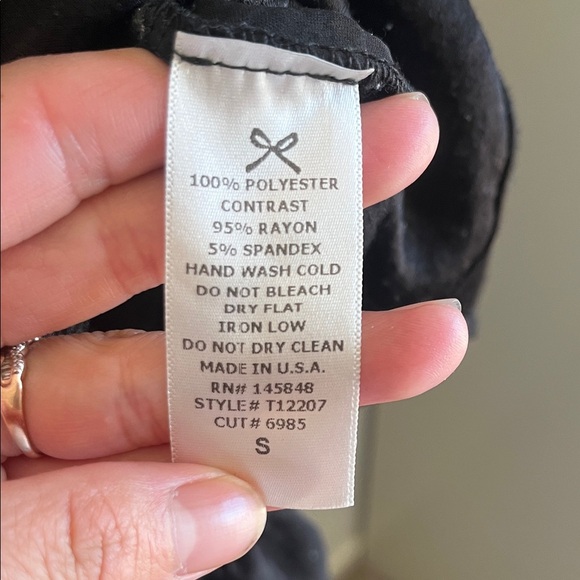 100% POLYESTER
CONTRAST
95% RAYON
5% SPANDEX
HAND WASH COLD
DO NOT BLEACH
DRY FLAT
IRON LOW
DO NOT DRY CLEAN
MADE IN U.S.A.
RN# 145848
STYLE# T12207
CUT# 6985
S